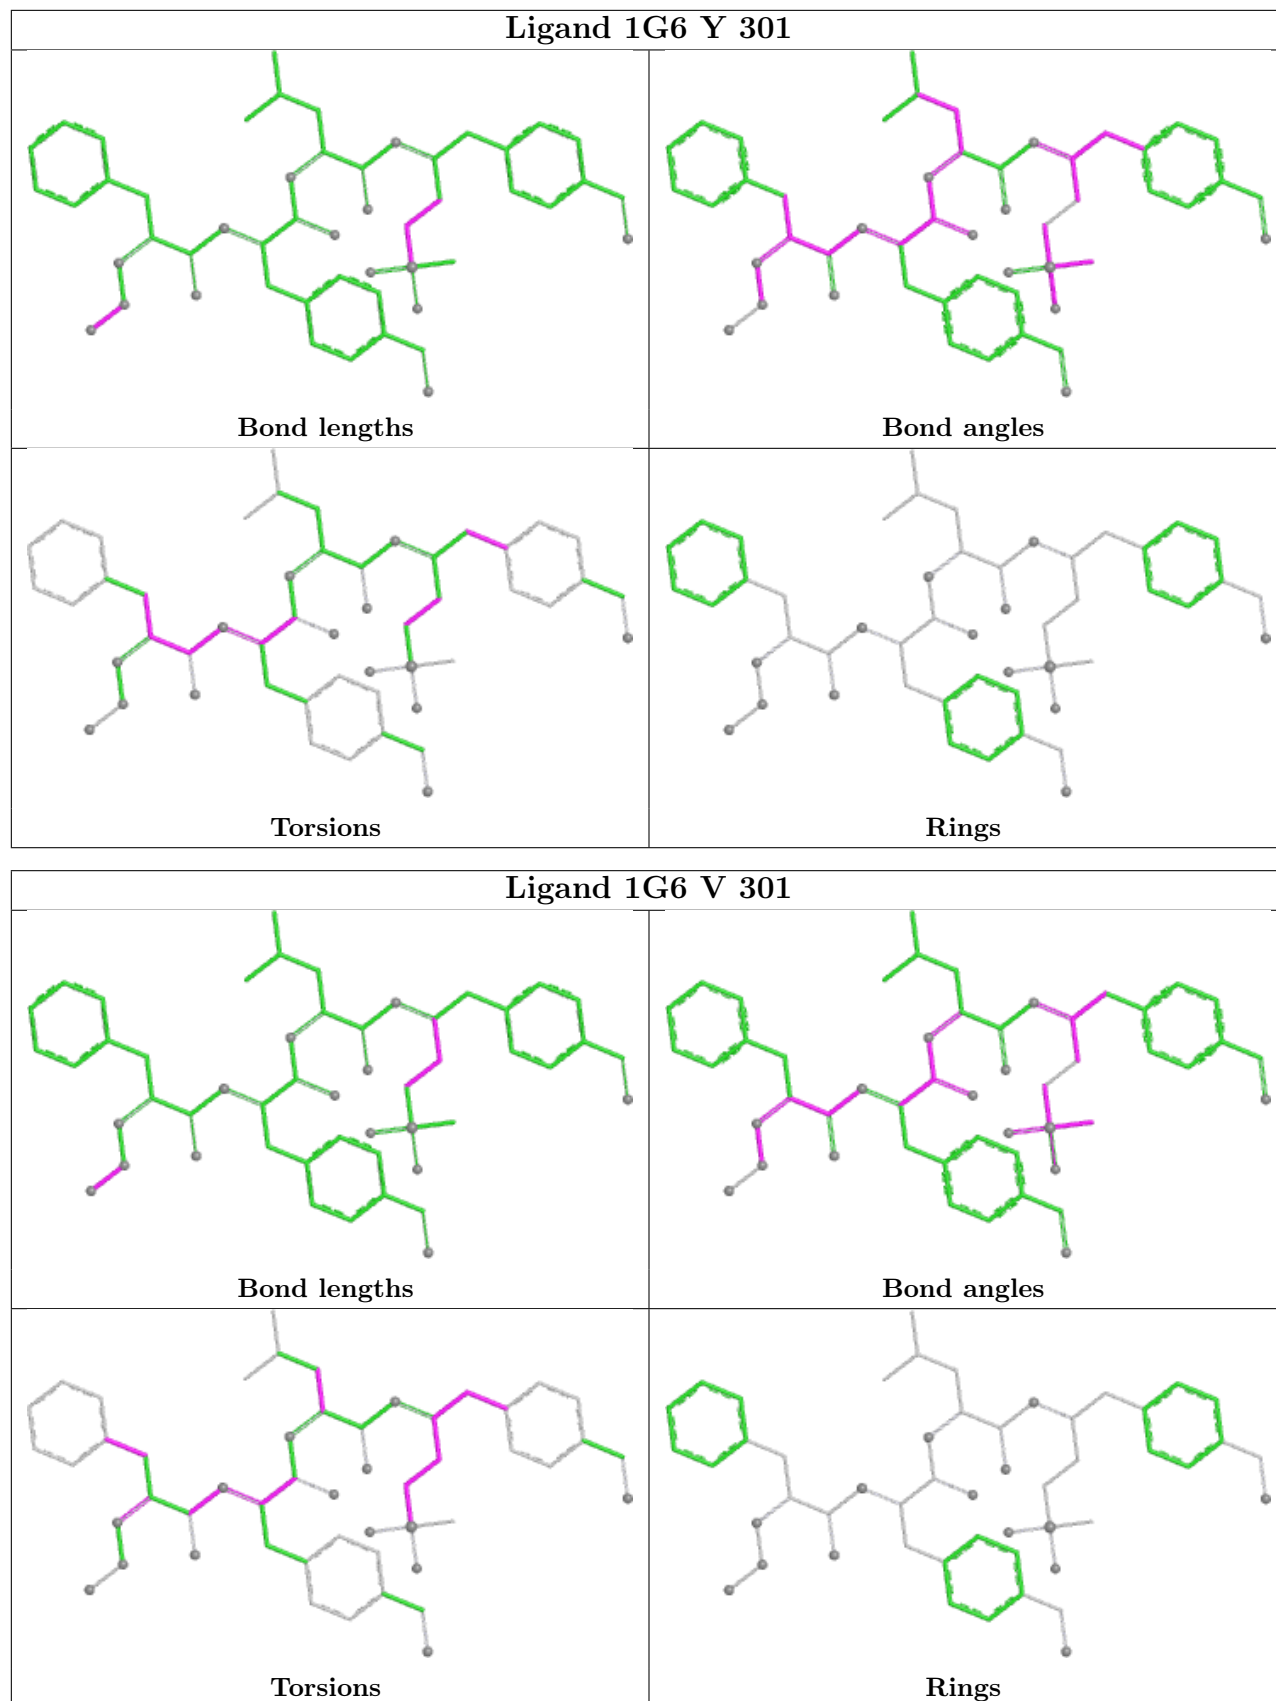 Ligand 1G6 Y 301
Bond lengths
Bond angles
Torsions
Rings
Ligand 1G6 V 301
Bond lengths
Bond angles
Torsions
Rings